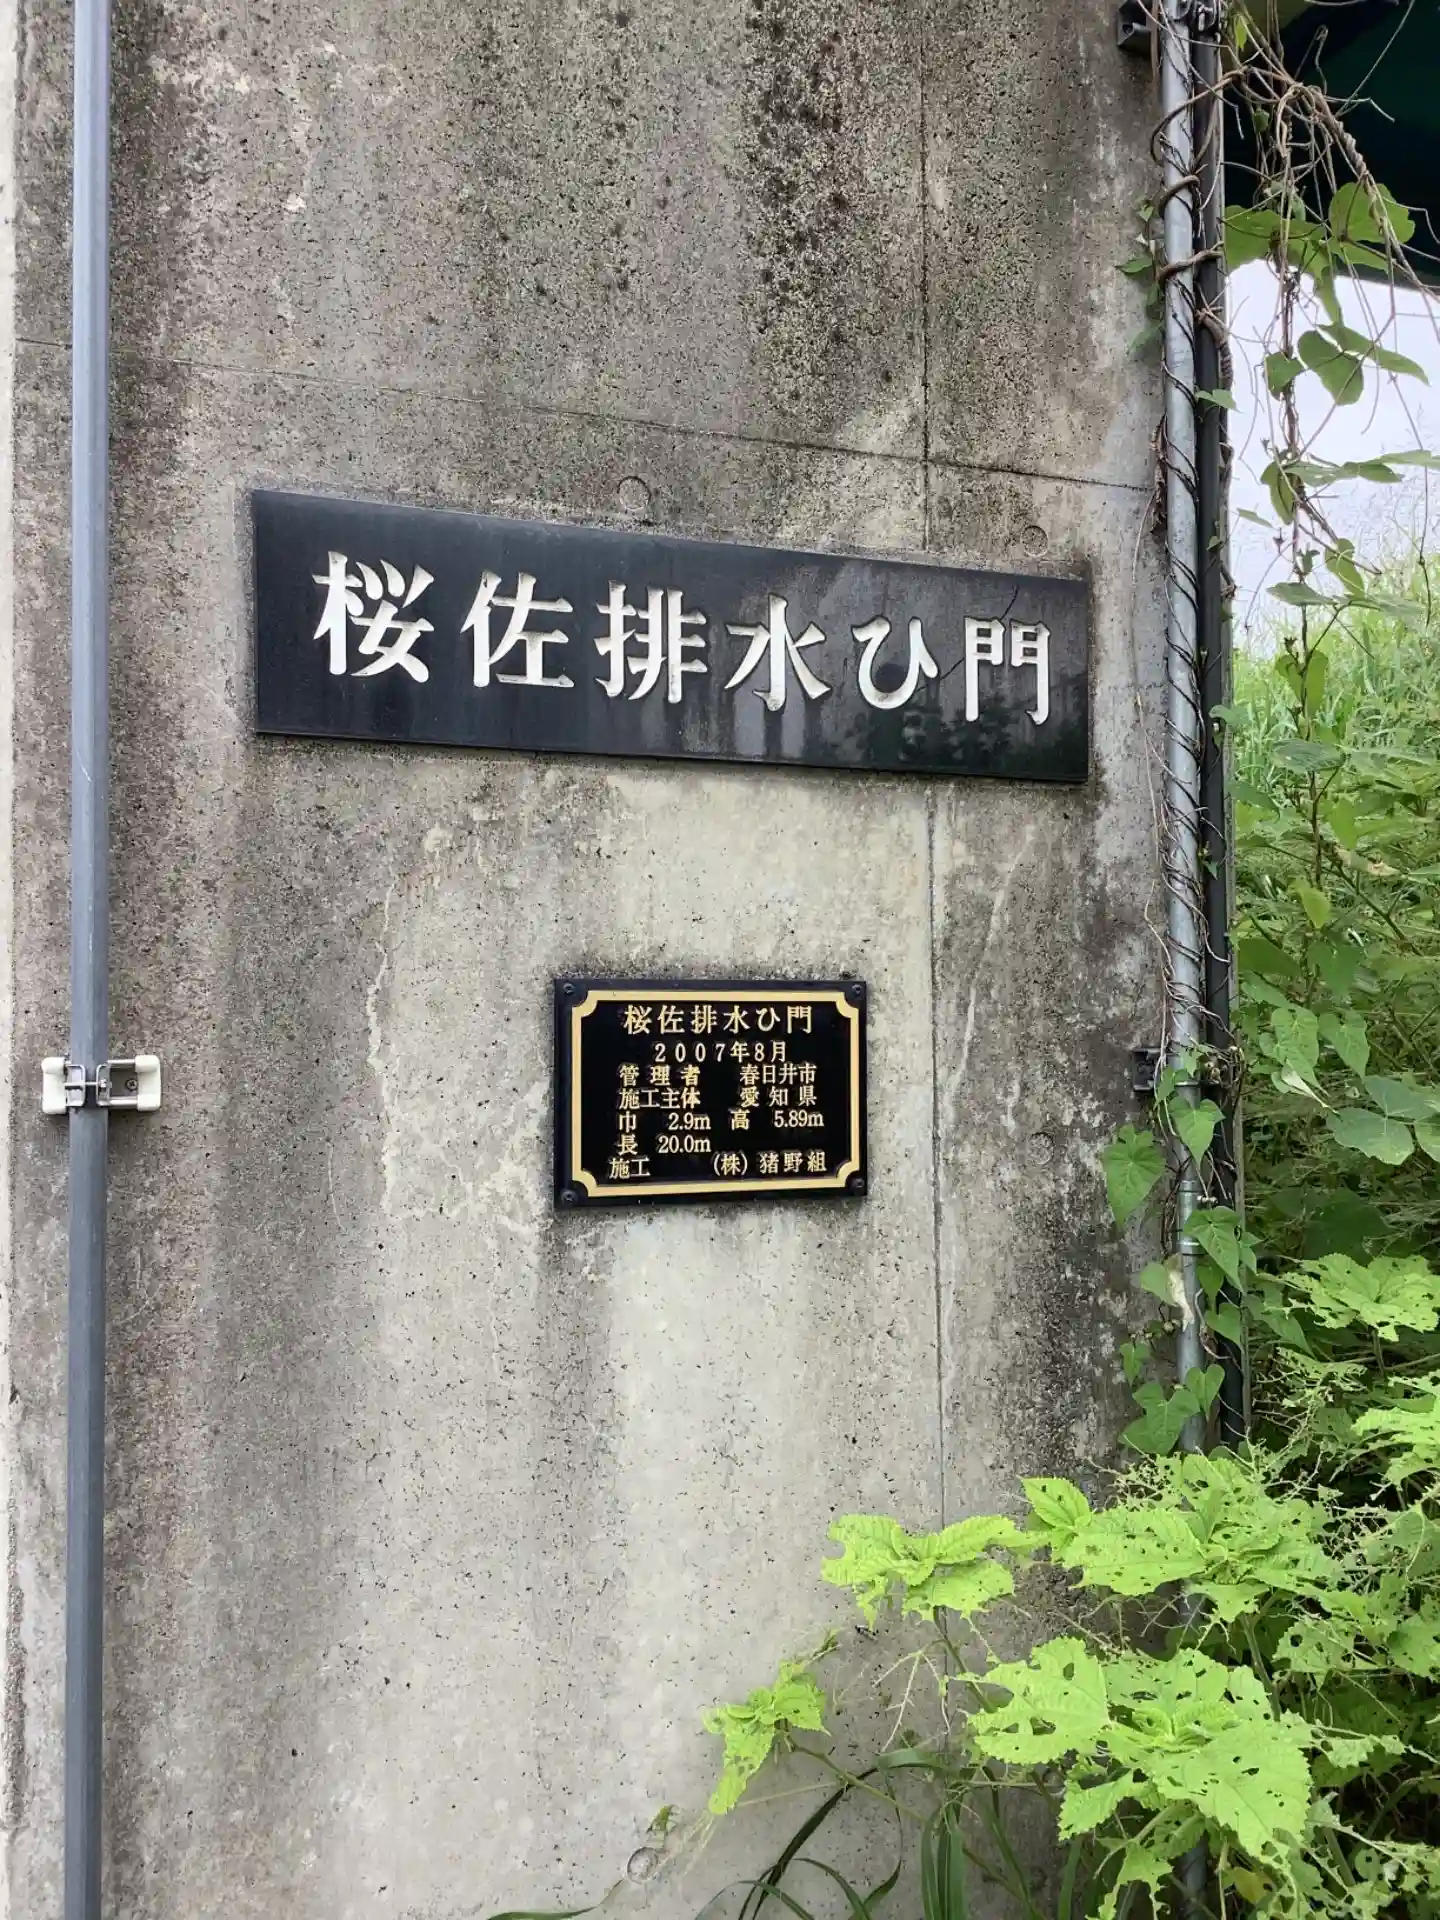 桜佐排水ひ門
桜佐排水ひ門
2007年8月
管理者 春日井市
施工主体 愛知県
巾 2.9m 高 5.89m
長 20.0m
施工 (株)猪野組